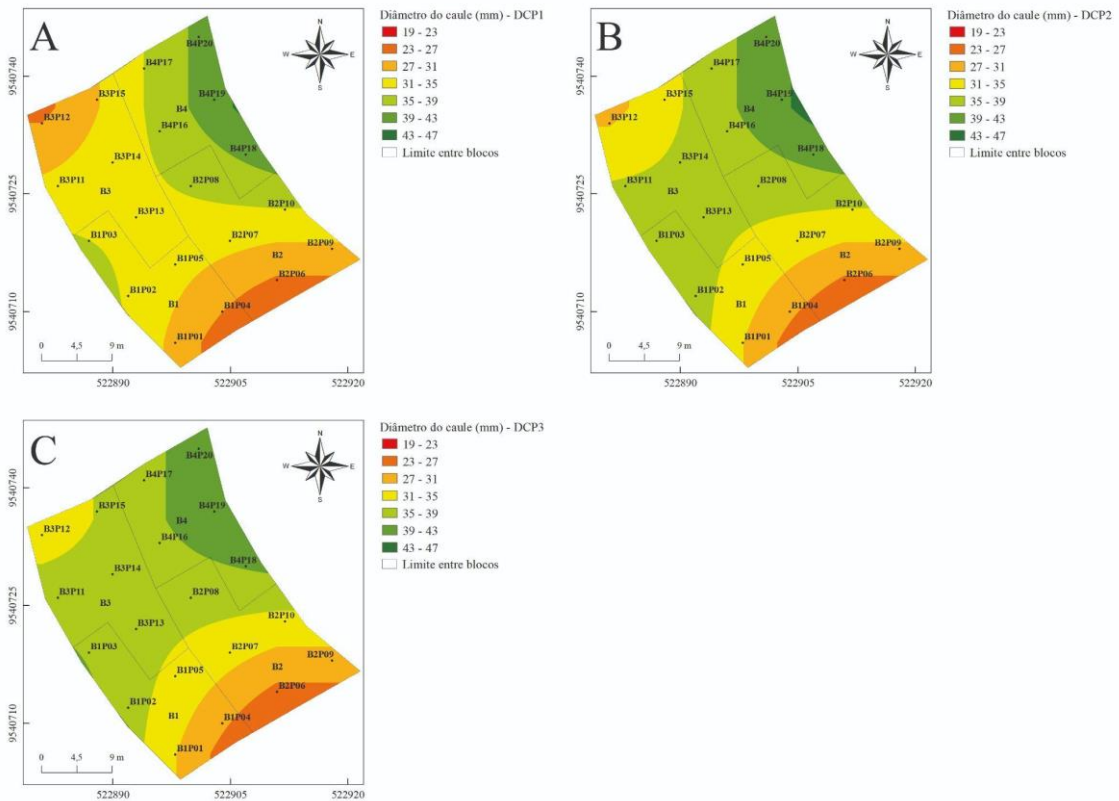 A
Diâmetro do caule (mm) - DCP1
19 - 23
23 - 27
27 - 31
31 - 35
35 - 39
39 - 43
43 - 47
Limite entre blocos
N
W E
S
9540740
9540725
9540710
B4P20
B4P17
B3P15
B4P19
B3P12
B4
B4P16
B4P18
B3P14
B3P11
B3
B2P08
B2P10
B3P13
B1P03
B2P07
B2P09
B1P05
B2
B2P06
B1P02
B1
B1P04
B1P01
0 4,5 9 m
522890 522905 522920
B
Diâmetro do caule (mm) - DCP2
19 - 23
23 - 27
27 - 31
31 - 35
35 - 39
39 - 43
43 - 47
Limite entre blocos
N
W E
S
9540740
9540725
9540710
B4P20
B4P17
B3P15
B4P19
B3P12
B4
B4P16
B4P18
B3P14
B3P11
B3
B2P08
B2P10
B3P13
B1P03
B2P07
B2P09
B1P05
B2
B2P06
B1P02
B1
B1P04
B1P01
0 4,5 9 m
522890 522905 522920
C
Diâmetro do caule (mm) - DCP3
19 - 23
23 - 27
27 - 31
31 - 35
35 - 39
39 - 43
43 - 47
Limite entre blocos
N
W E
S
9540740
9540725
9540710
B4P20
B4P17
B3P15
B4P19
B3P12
B4
B4P16
B4P18
B3P14
B3P11
B3
B2P08
B2P10
B3P13
B1P03
B2P07
B2P09
B1P05
B2
B2P06
B1P02
B1
B1P04
B1P01
0 4,5 9 m
522890 522905 522920